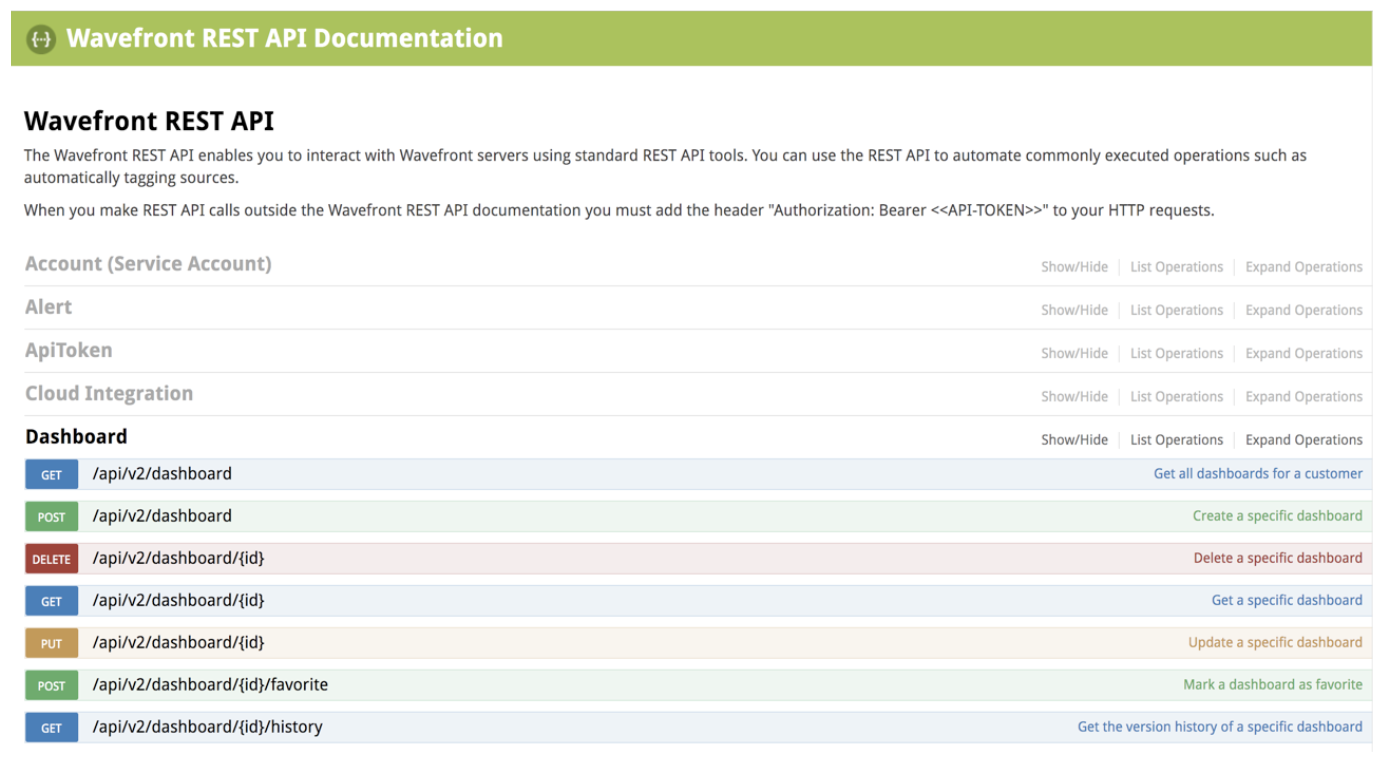 {···} Wavefront REST API Documentation
Wavefront REST API
The Wavefront REST API enables you to interact with Wavefront servers using standard REST API tools. You can use the REST API to automate commonly executed operations such as
automatically tagging sources.
When you make REST API calls outside the Wavefront REST API documentation you must add the header "Authorization: Bearer <<API-TOKEN>>" to your HTTP requests.
Account (Service Account) Show/Hide List Operations Expand Operations
Alert Show/Hide List Operations Expand Operations
ApiToken Show/Hide List Operations Expand Operations
Cloud Integration Show/Hide List Operations Expand Operations
Dashboard Show/Hide List Operations Expand Operations
GET /api/v2/dashboard Get all dashboards for a customer
POST /api/v2/dashboard Create a specific dashboard
DELETE /api/v2/dashboard/{id} Delete a specific dashboard
GET /api/v2/dashboard/{id} Get a specific dashboard
PUT /api/v2/dashboard/{id} Update a specific dashboard
POST /api/v2/dashboard/{id}/favorite Mark a dashboard as favorite
GET /api/v2/dashboard/{id}/history Get the version history of a specific dashboard